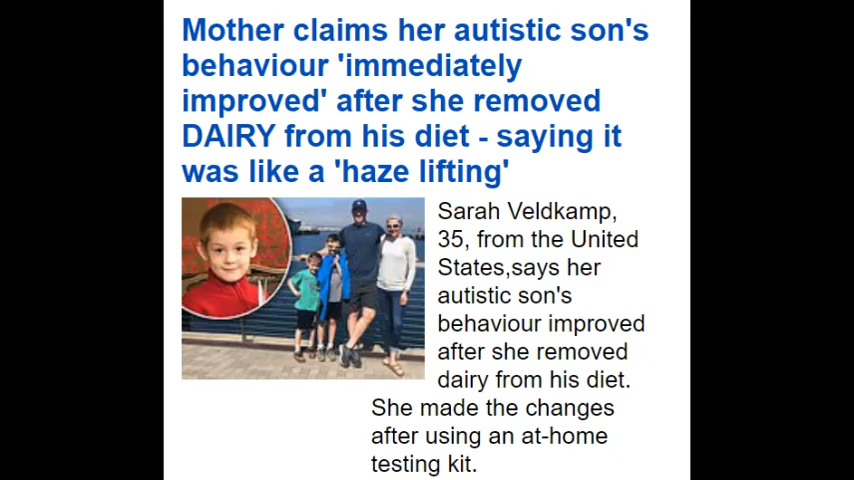 Mother claims her autistic son's
behaviour 'immediately
improved' after she removed
DAIRY from his diet - saying it
was like a 'haze lifting'
Sarah Veldkamp,
35, from the United
States,says her
autistic son's
behaviour improved
after she removed
dairy from his diet.
She made the changes
after using an at-home
testing kit.